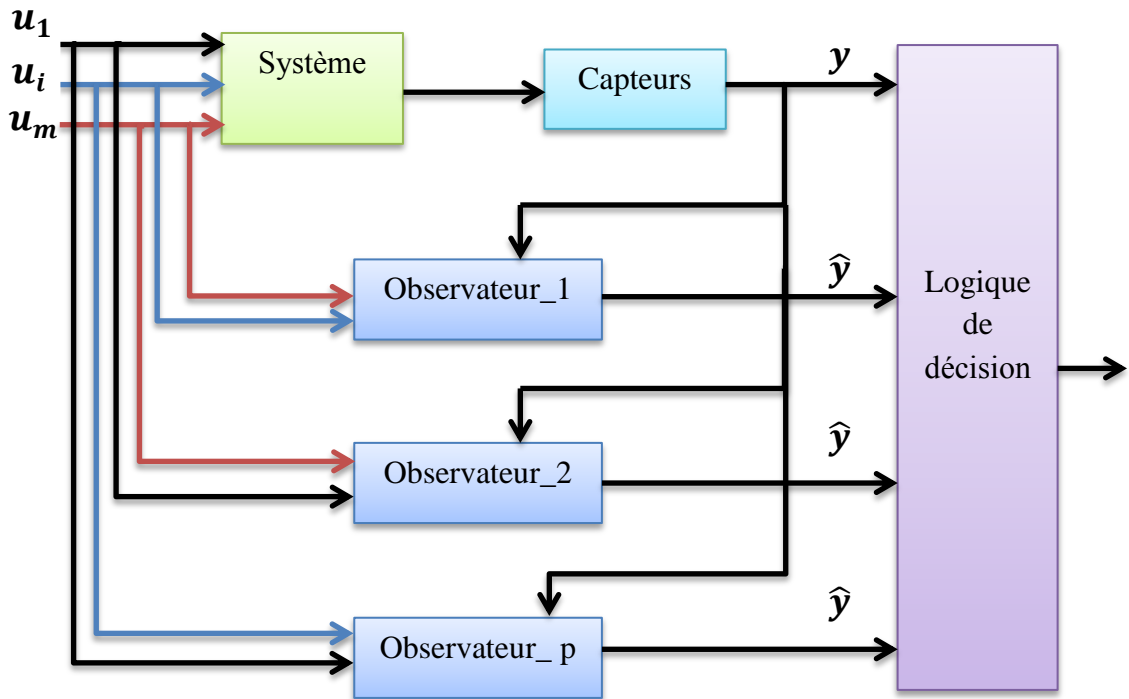 u₁
uᵢ
uₘ
Système
Capteurs
y
Observateur_1
ŷ
Observateur_2
ŷ
Observateur_ p
ŷ
Logique
de
décision